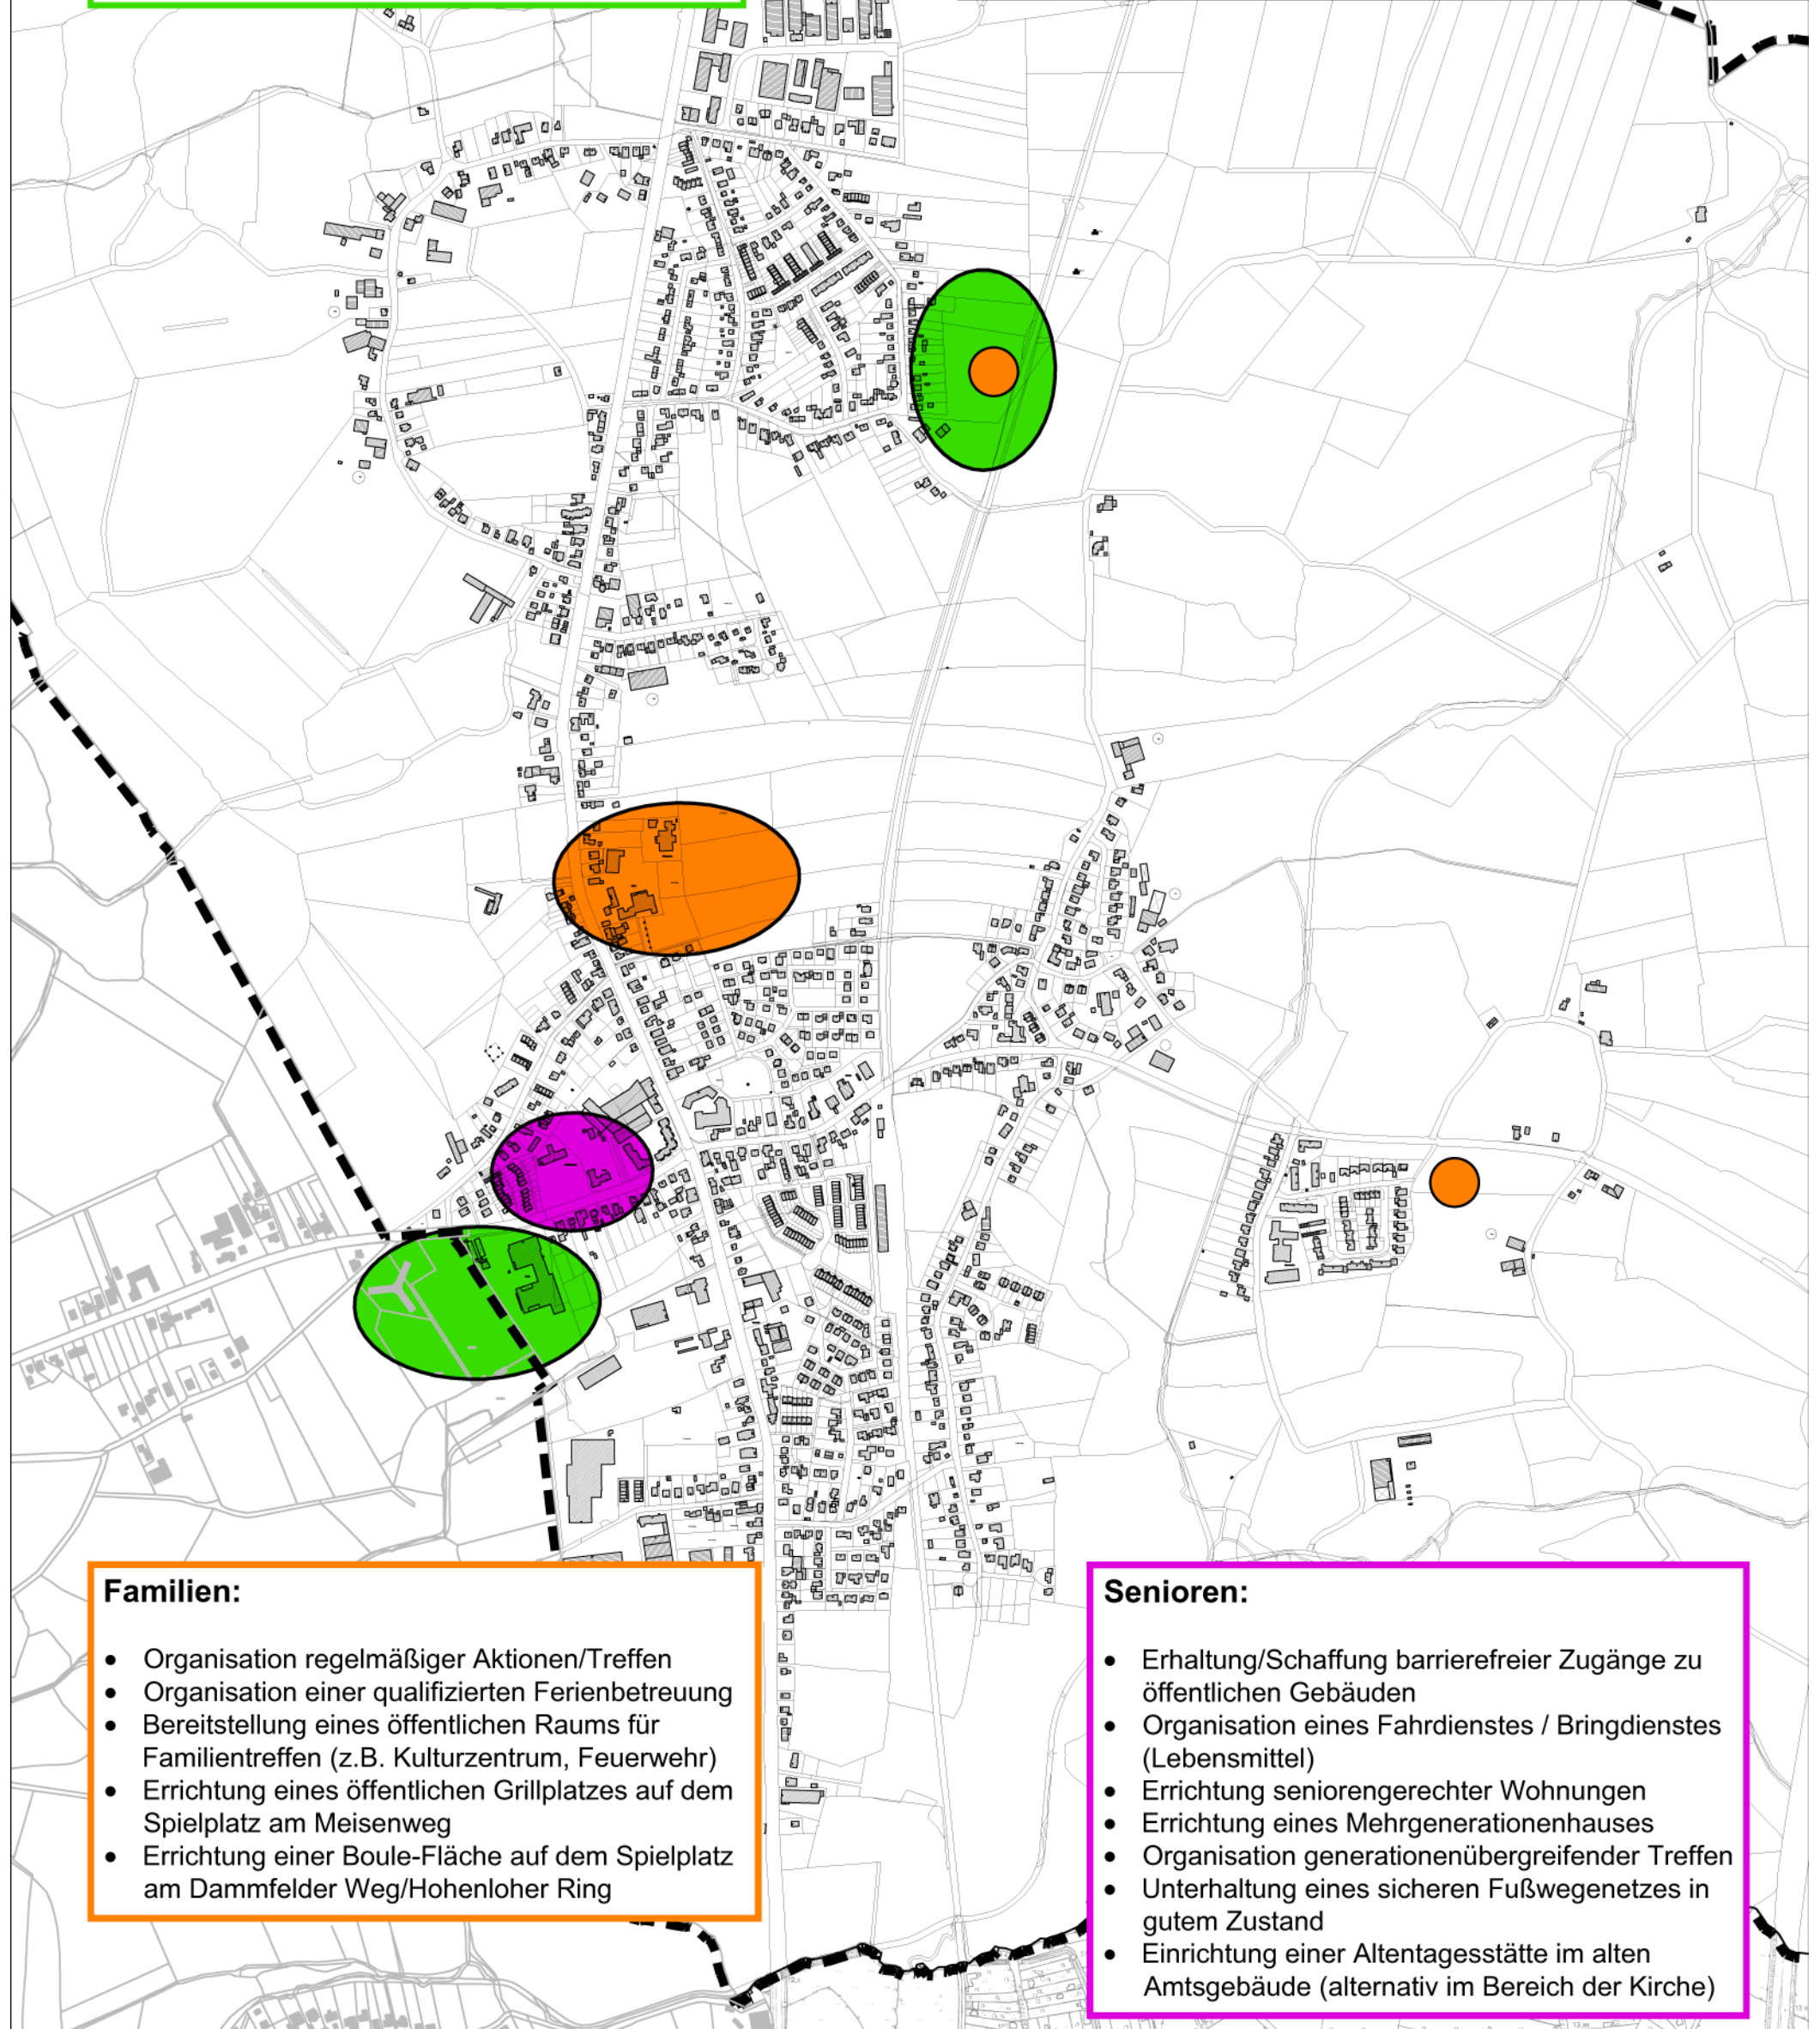 Familien:
• Organisation regelmäßiger Aktionen/Treffen
• Organisation einer qualifizierten Ferienbetreuung
• Bereitstellung eines öffentlichen Raums für
Familientreffen (z.B. Kulturzentrum, Feuerwehr)
• Errichtung eines öffentlichen Grillplatzes auf dem
Spielplatz am Meisenweg
• Errichtung einer Boule-Fläche auf dem Spielplatz
am Dammfelder Weg/Hohenloher Ring
Senioren:
• Erhaltung/Schaffung barrierefreier Zugänge zu
öffentlichen Gebäuden
• Organisation eines Fahrdienstes / Bringdienstes
(Lebensmittel)
• Errichtung seniorengerechter Wohnungen
• Errichtung eines Mehrgenerationenhauses
• Organisation generationenübergreifender Treffen
• Unterhaltung eines sicheren Fußwegenetzes in
gutem Zustand
• Einrichtung einer Altentagesstätte im alten
Amtsgebäude (alternativ im Bereich der Kirche)